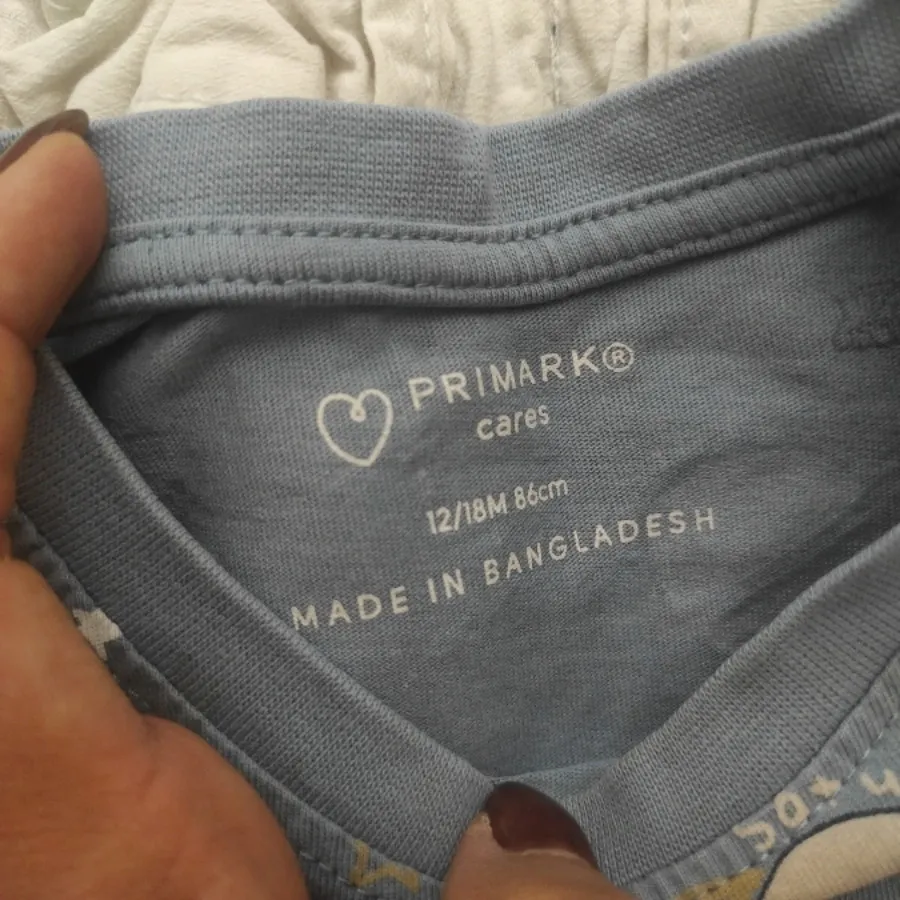 PRIMARK®
cares
12/18M 86cm
MADE IN BANGLADESH